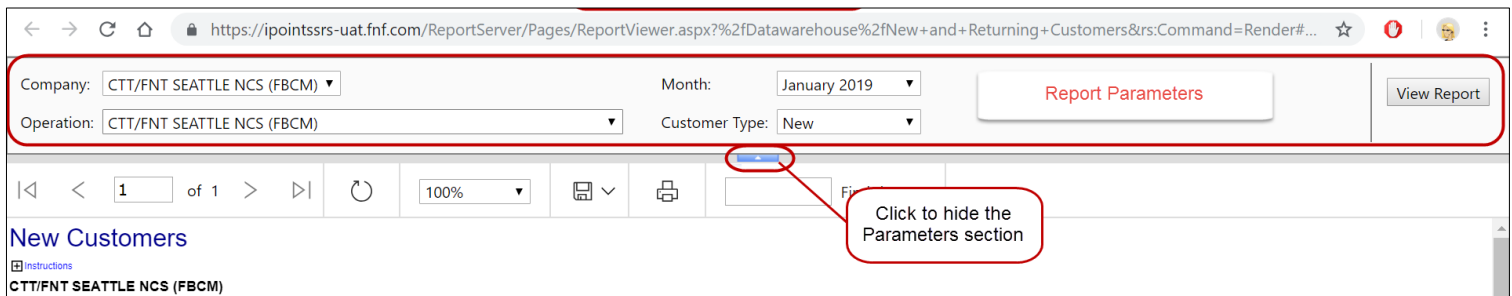 https://ipointssrs-uat.fnf.com/ReportServer/Pages/ReportViewer.aspx?%2fDatawarehouse%2fNew+and+Returning+Customers&rs:Command=Render#...
Company: CTT/FNT SEATTLE NCS (FBCM) Month: January 2019 Report Parameters View Report
Operation: CTT/FNT SEATTLE NCS (FBCM) Customer Type: New
1 of 1 100%
Click to hide the
Parameters section
New Customers
Instructions
CTT/FNT SEATTLE NCS (FBCM)